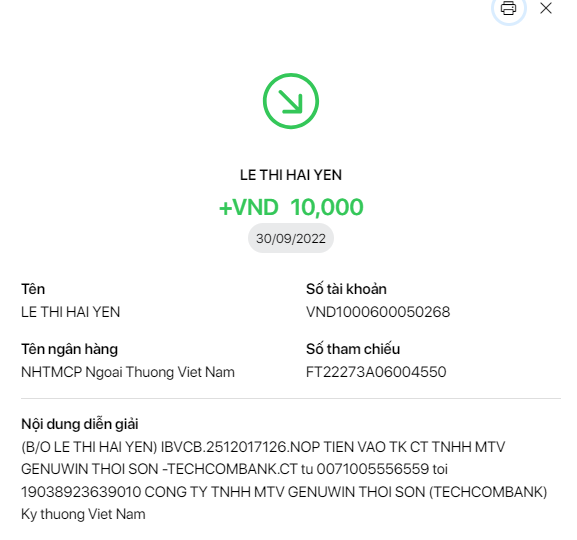 LE THI HAI YEN
+VND 10,000
30/09/2022
Tên
LE THI HAI YEN
Số tài khoản
VND1000600050268
Tên ngân hàng
NHTMCP Ngoai Thuong Viet Nam
Số tham chiếu
FT22273A06004550
Nội dung diễn giải
(B/O LE THI HAI YEN) IBVCB.2512017126.NOP TIEN VAO TK CT TNHH MTV
GENUWIN THOI SON -TECHCOMBANK.CT tu 0071005556559 toi
19038923639010 CONG TY TNHH MTV GENUWIN THOI SON (TECHCOMBANK)
Ky thuong Viet Nam